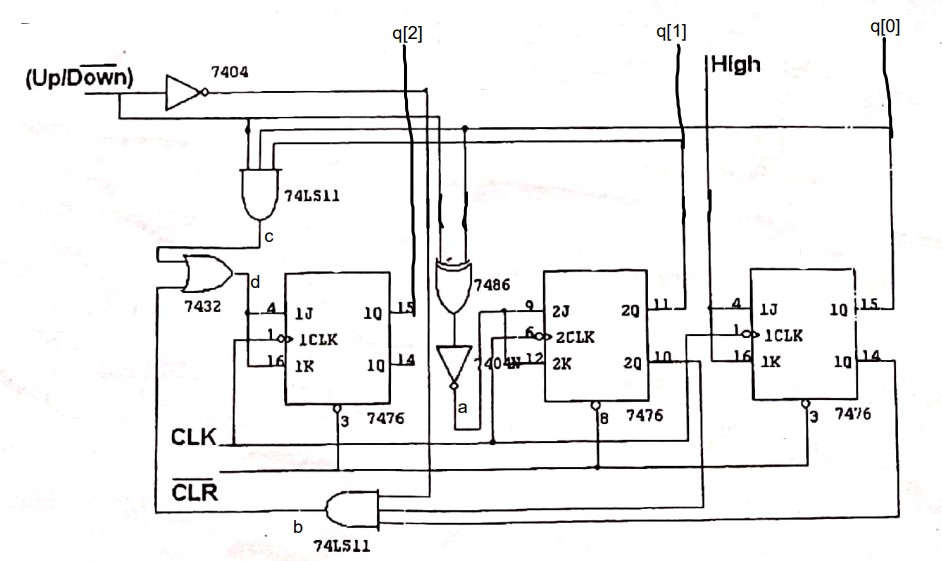 q[2]
q[1]
q[0]
(Up/Down)
7404
High
74LS11
c
7432
d
7486
4 1J 1Q 15
1 1CLK
16 1K 1Q 14
3 7476
7404N
a
9 2J 2Q 11
6 2CLK
12 2K 2Q 10
8 7476
4 1J 1Q 15
1 1CLK
16 1K 1Q 14
3 7476
CLK
CLR
b
74LS11